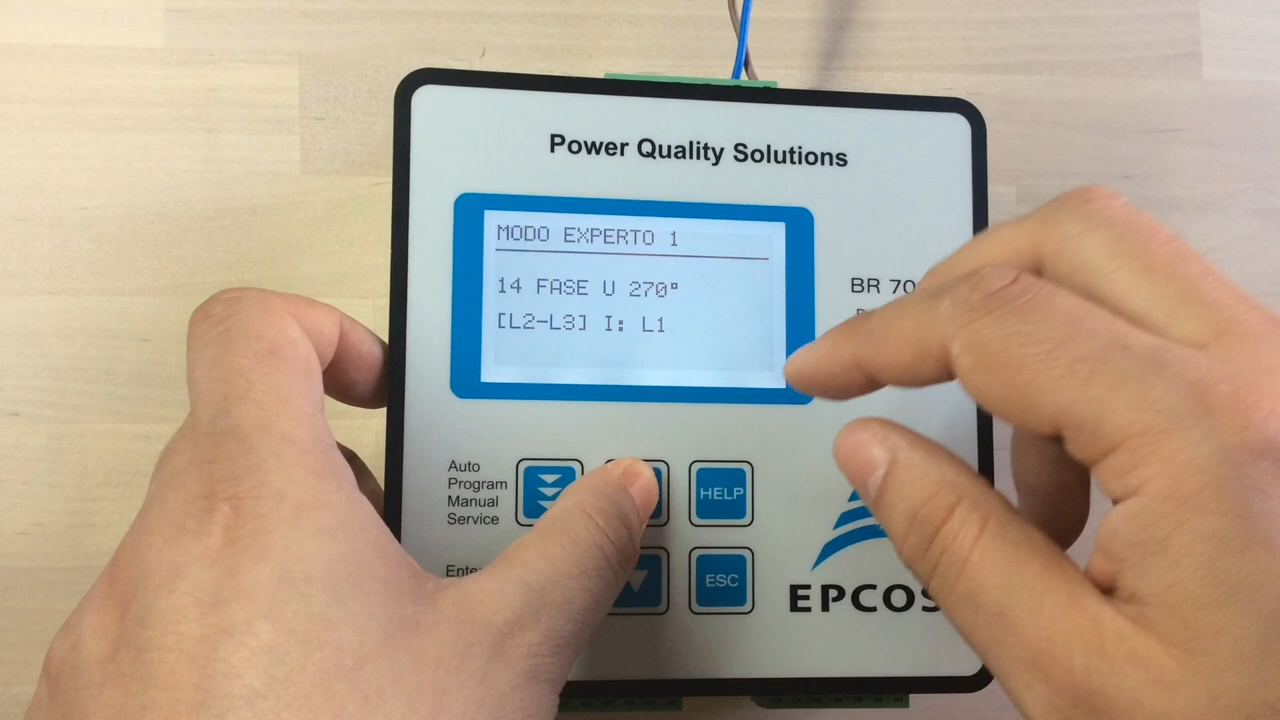 Power Quality Solutions
MODO EXPERTO 1
14 FASE U 270°
[L2-L3] I: L1
BR 70
Auto
Program
Manual
Service
HELP
ESC
EPCOS